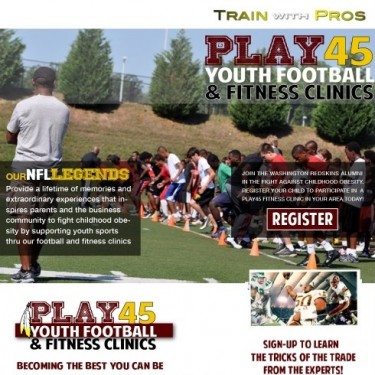 TRAIN WITH PROS
PLAY45
YOUTH FOOTBALL
& FITNESS CLINICS
OUR NFL LEGENDS
Provide a lifetime of memories and
extraordinary experiences that in-
spires parents and the business
community to fight childhood obe-
sity by supporting youth sports
thru our football and fitness clinics
JOIN THE WASHINGTON REDSKINS ALUMNI
IN THE FIGHT AGAINST CHILDHOOD OBESITY.
REGISTER YOUR CHILD TO PARTICIPATE IN A
PLAY45 FITNESS CLINIC IN YOUR AREA TODAY!
REGISTER
PLAY45
YOUTH FOOTBALL
& FITNESS CLINICS
BECOMING THE BEST YOU CAN BE
SIGN-UP TO LEARN
THE TRICKS OF THE TRADE
FROM THE EXPERTS!